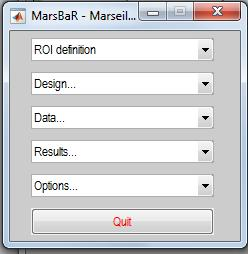 MarsBaR - Marseil...
ROI definition
Design...
Data...
Results...
Options...
Quit